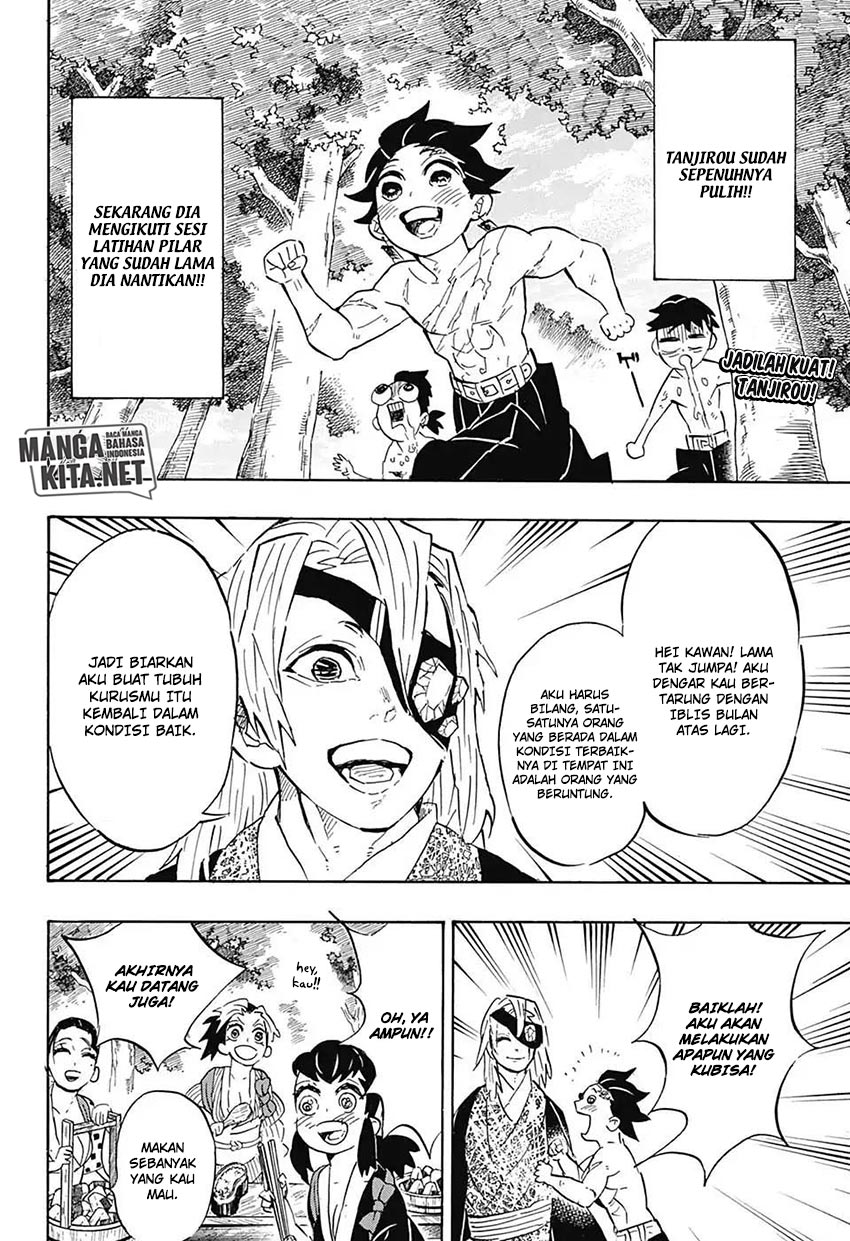 TANJIROU SUDAH
SEPENUHNYA
PULIH!!
SEKARANG DIA
MENGIKUTI SESI
LATIHAN PILAR
YANG SUDAH LAMA
DIA NANTIKAN!!
JADILAH KUAT!
TANJIROU!
MANGA
KITA.NET
BACA MANGA
BAHASA
INDONESIA
HEI KAWAN! LAMA
TAK JUMPA! AKU
DENGAR KAU BER-
TARUNG DENGAN
IBLIS BULAN
ATAS LAGI.
AKU HARUS
BILANG, SATU-
SATUNYA ORANG
YANG BERADA DALAM
KONDISI TERBAIK-
NYA DI TEMPAT INI
ADALAH ORANG YANG
BERUNTUNG.
JADI BIARKAN
AKU BUAT TUBUH
KURUSMU ITU
KEMBALI DALAM
KONDISI BAIK.
BAIKLAH!
AKU AKAN
MELAKUKAN
APAPUN YANG
KUBISA!
OH, YA
AMPUN!!
hey,
kau!!
AKHIRNYA
KAU DATANG
JUGA!
MAKAN
SEBANYAK
YANG KAU
MAU.